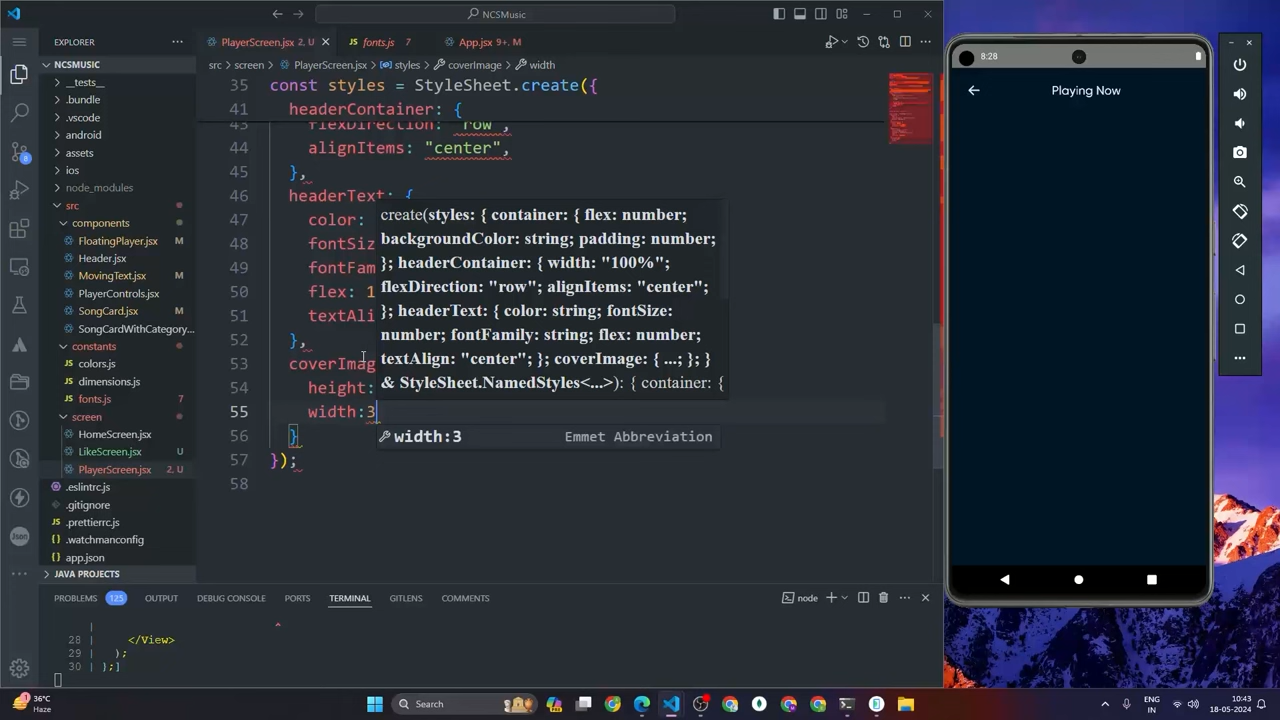 NCSMusic
EXPLORER
PlayerScreen.jsx 2, U
fonts.js 7
App.jsx 9+, M
NCSMUSIC
src > screen > PlayerScreen.jsx > styles > coverImage > width
__tests__
.bundle
.vscode
android
assets
ios
node_modules
src
components
FloatingPlayer.jsx M
Header.jsx
MovingText.jsx M
PlayerControls.jsx
SongCard.jsx M
SongCardWithCategory...
constants
colors.js
dimensions.js
fonts.js 7
screen
HomeScreen.jsx
LikeScreen.jsx U
PlayerScreen.jsx 2, U
.eslintrc.js
.gitignore
.prettierrc.js
.watchmanconfig
app.json
JAVA PROJECTS
35 const styles = StyleSheet.create({
41 headerContainer: {
43 flexDirection: "row",
44 alignItems: "center",
45 },
46 headerText: {
47 color:
48 fontSiz
49 fontFam
50 flex: 1
51 textAli
52 },
53 coverImag
54 height:
55 width:3
56 }
57 });
58
create(styles: { container: { flex: number;
backgroundColor: string; padding: number;
}; headerContainer: { width: "100%";
flexDirection: "row"; alignItems: "center";
}; headerText: { color: string; fontSize:
number; fontFamily: string; flex: number;
textAlign: "center"; }; coverImage: { ...; }; }
& StyleSheet.NamedStyles<...>): { container: {
width:3 Emmet Abbreviation
PROBLEMS 125 OUTPUT DEBUG CONSOLE PORTS TERMINAL GITLENS COMMENTS
node
| ^
28 | </View>
29 | );
30 | };]
8:28
Playing Now
Json
36°C
Haze
Search
ENG
IN
10:43
18-05-2024